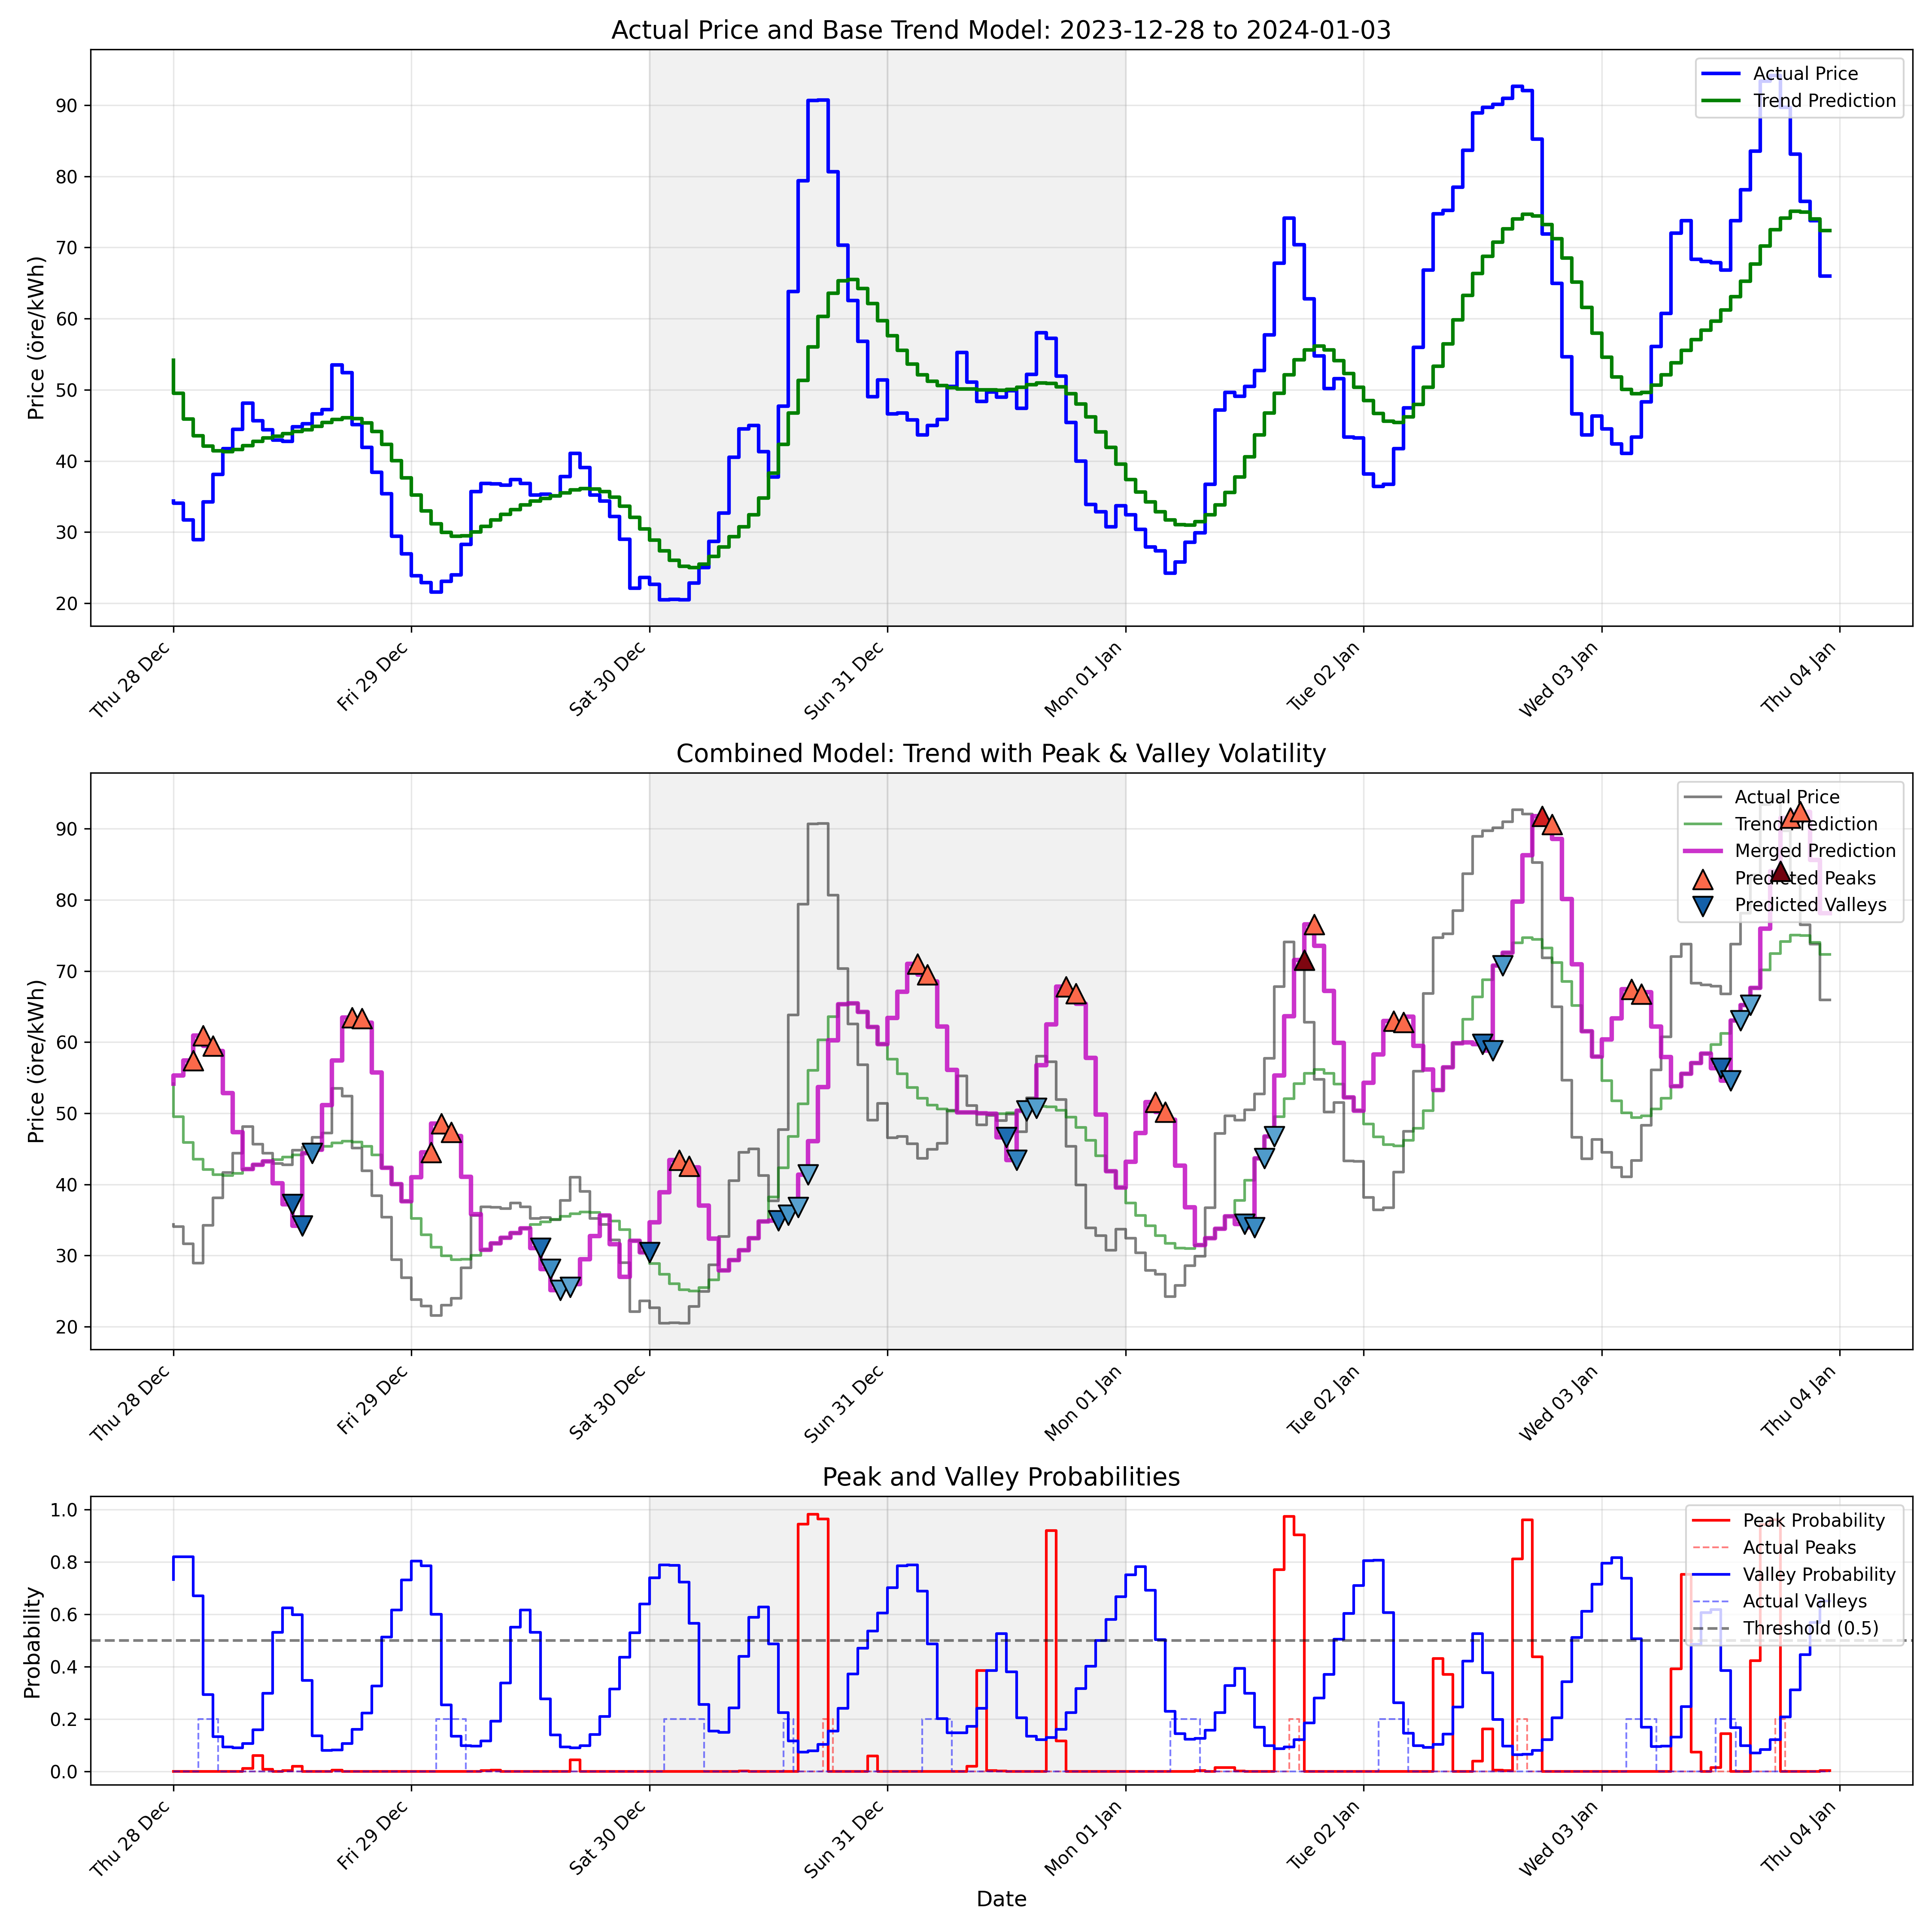 Actual Price and Base Trend Model: 2023-12-28 to 2024-01-03
Price (öre/kWh)
90
80
70
60
50
40
30
20
Actual Price
Trend Prediction
Thu 28 Dec
Fri 29 Dec
Sat 30 Dec
Sun 31 Dec
Mon 01 Jan
Tue 02 Jan
Wed 03 Jan
Thu 04 Jan
Combined Model: Trend with Peak & Valley Volatility
Price (öre/kWh)
90
80
70
60
50
40
30
20
Actual Price
Trend Prediction
Merged Prediction
Predicted Peaks
Predicted Valleys
Thu 28 Dec
Fri 29 Dec
Sat 30 Dec
Sun 31 Dec
Mon 01 Jan
Tue 02 Jan
Wed 03 Jan
Thu 04 Jan
Peak and Valley Probabilities
Probability
1.0
0.8
0.6
0.4
0.2
0.0
Peak Probability
Actual Peaks
Valley Probability
Actual Valleys
Threshold (0.5)
Thu 28 Dec
Fri 29 Dec
Sat 30 Dec
Sun 31 Dec
Mon 01 Jan
Tue 02 Jan
Wed 03 Jan
Thu 04 Jan
Date